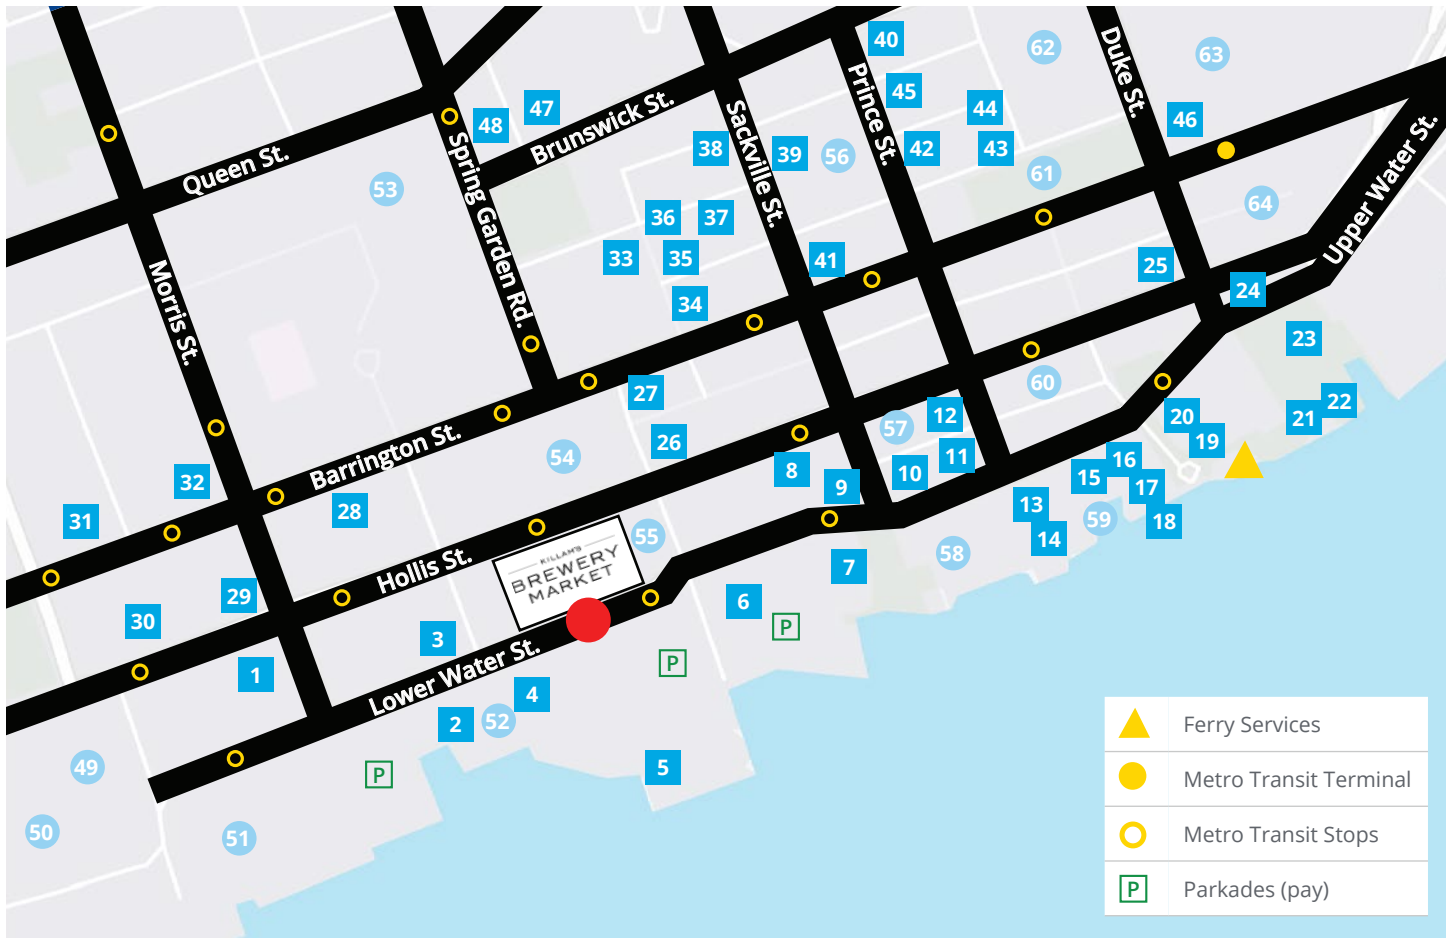 40
62
63
Duke St.
47
48
Brunswick St.
Sackville St.
Prince St.
45
44
46
38
39
56
42
43
Queen St.
53
Spring Garden Rd.
61
64
Upper Water St.
36
37
33
35
41
25
34
24
Morris St.
23
27
60
22
21
20
19
12
57
26
54
Barrington St.
8
9
10
11
16
15
17
32
31
28
13
14
59
18
55
58
KILLAM'S
BREWERY
MARKET
Hollis St.
7
29
30
6
P
3
P
1
Lower Water St.
4
2
52
5
49
P
50
51
Ferry Services
Metro Transit Terminal
Metro Transit Stops
P
Parkades (pay)